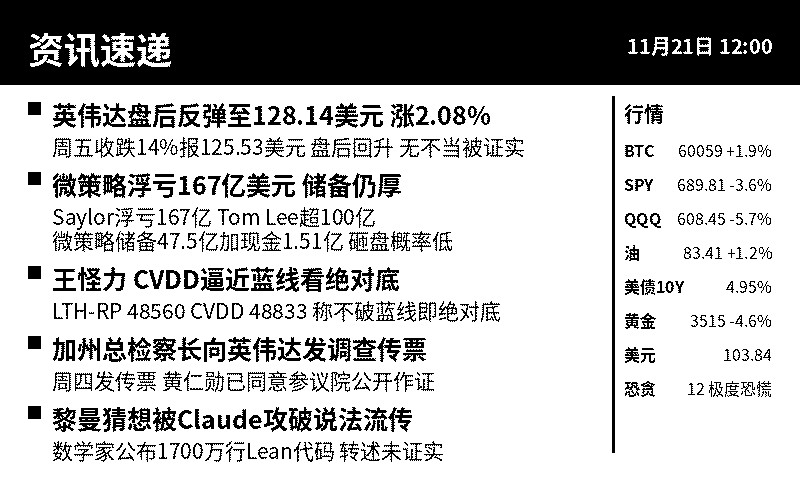 资讯速递
11月21日 12:00
英伟达盘后反弹至128.14美元 涨2.08%
周五收跌14%报125.53美元 盘后回升 无不当被证实
微策略浮亏167亿美元 储备仍厚
Saylor浮亏167亿 Tom Lee超100亿
微策略储备47.5亿加现金1.51亿 砸盘概率低
王怪力 CVDD逼近蓝线看绝对底
LTH-RP 48560 CVDD 48833 称不破蓝线即绝对底
加州总检察长向英伟达发调查传票
周四发传票 黄仁勋已同意参议院公开作证
黎曼猜想被Claude攻破说法流传
数学家公布1700万行Lean代码 转述未证实
行情
BTC 60059 +1.9%
SPY 689.81 -3.6%
QQQ 608.45 -5.7%
油 83.41 +1.2%
美债10Y 4.95%
黄金 3515 -4.6%
美元 103.84
恐贪 12 极度恐慌